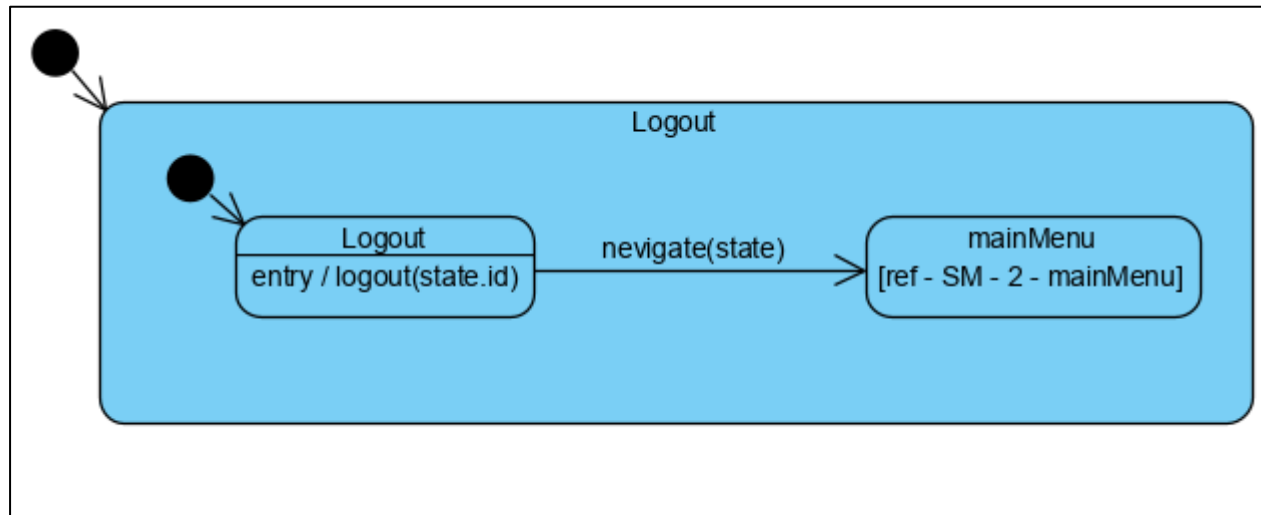 Logout
Logout
entry / logout(state.id)
nevigate(state)
mainMenu
[ref - SM - 2 - mainMenu]